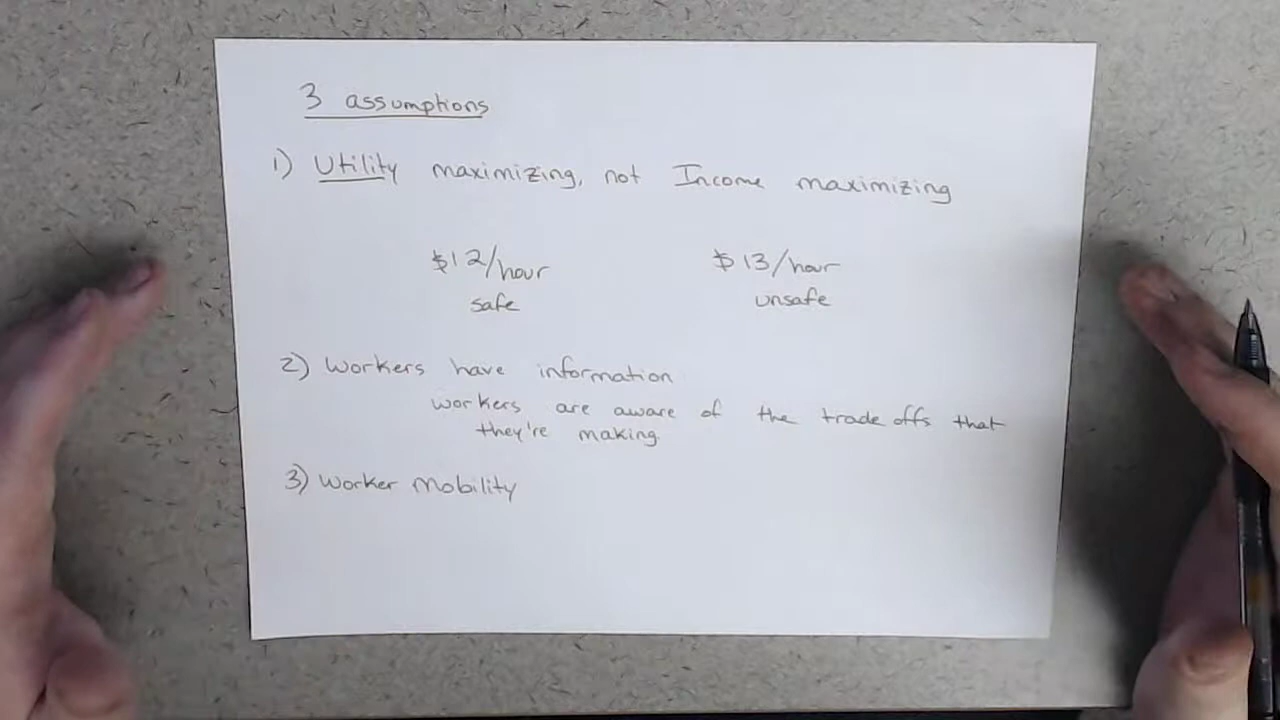 3 assumptions
1) Utility maximizing, not Income maximizing
$12/hour $13/hour
safe unsafe
2) Workers have information
workers are aware of the trade offs that
they're making
3) Worker Mobility